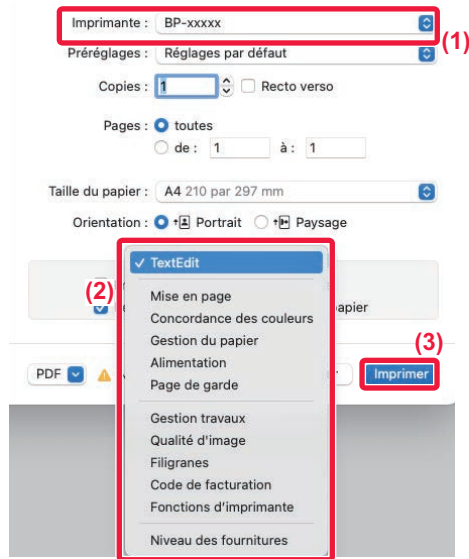 Imprimante : BP-xxxxx
(1)
Préréglages : Réglages par défaut
Copies : 1 Recto verso
Pages : toutes
de : 1 à : 1
Taille du papier : A4 210 par 297 mm
Orientation : Portrait Paysage
✓ TextEdit
(2)
Mise en page
Concordance des couleurs
Gestion du papier
Alimentation
Page de garde
(3)
PDF Imprimer
Gestion travaux
Qualité d'image
Filigranes
Code de facturation
Fonctions d'imprimante
Niveau des fournitures